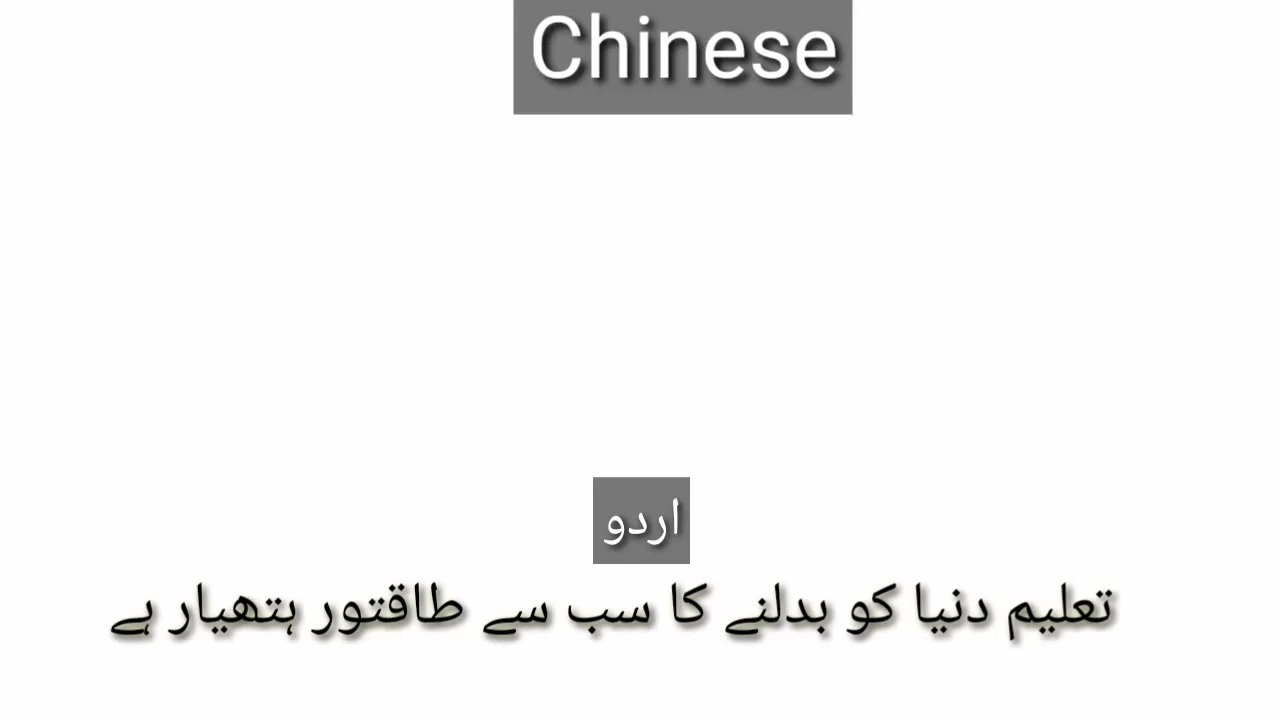 Chinese
اردو
تعلیم دنیا کو بدلنے کا سب سے طاقتور ہتھیار ہے